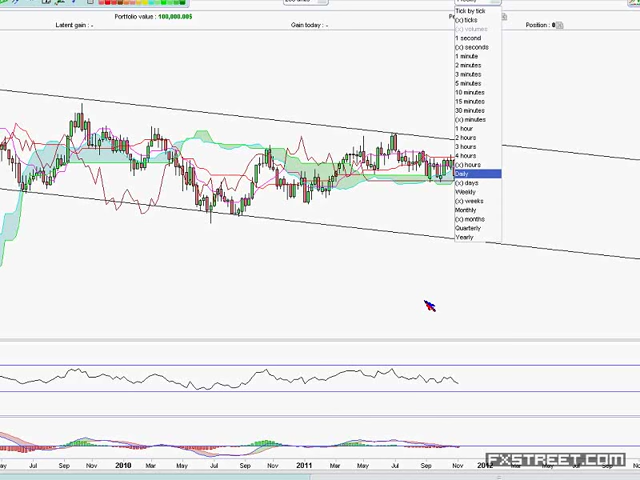 Portfolio value : 100,000.00$
Latent gain : -
Gain today : -
Position : 0
Tick by tick
(x) ticks
(x) volumes
1 second
(x) seconds
1 minute
2 minutes
3 minutes
5 minutes
10 minutes
15 minutes
30 minutes
(x) minutes
1 hour
2 hours
3 hours
4 hours
(x) hours
Daily
(x) days
Weekly
(x) weeks
Monthly
(x) months
Quarterly
Yearly
Jul Sep Nov 2010 Mar May Jul Sep Nov 2011 Mar May Jul Sep Nov 2012
FXSTREET.COM